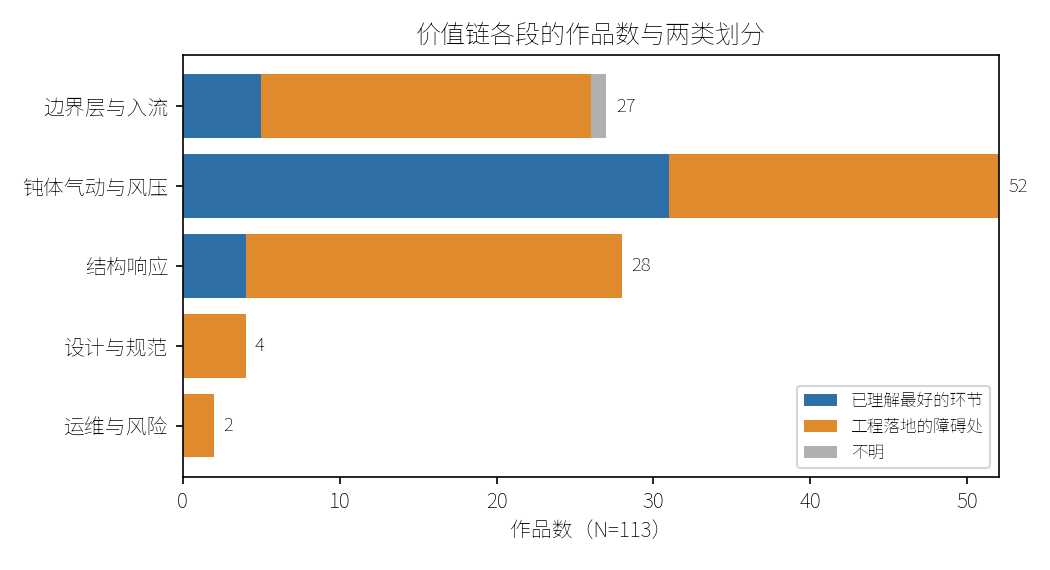 价值链各段的作品数与两类划分
边界层与入流
27
钝体气动与风压
52
结构响应
28
设计与规范
4
运维与风险
2
已理解最好的环节
工程落地的障碍处
不明
0 10 20 30 40 50
作品数（N=113）